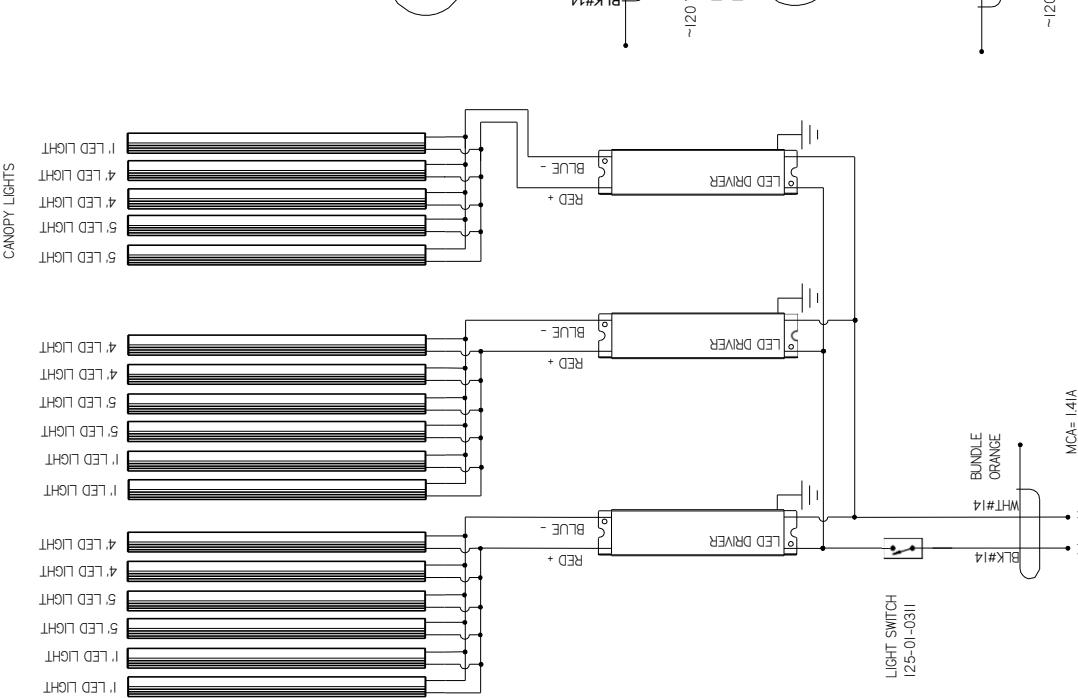 CANOPY LIGHTS
1' LED LIGHT
4' LED LIGHT
4' LED LIGHT
5' LED LIGHT
5' LED LIGHT
BLUE -
RED +
LED DRIVER
4' LED LIGHT
4' LED LIGHT
5' LED LIGHT
5' LED LIGHT
1' LED LIGHT
1' LED LIGHT
BLUE -
RED +
LED DRIVER
4' LED LIGHT
4' LED LIGHT
5' LED LIGHT
5' LED LIGHT
1' LED LIGHT
1' LED LIGHT
BLUE -
RED +
LED DRIVER
LIGHT SWITCH
125-01-0311
BLK#14
WHT#14
BUNDLE
ORANGE
MCA= 1.41A
BLK#14
~120
~120